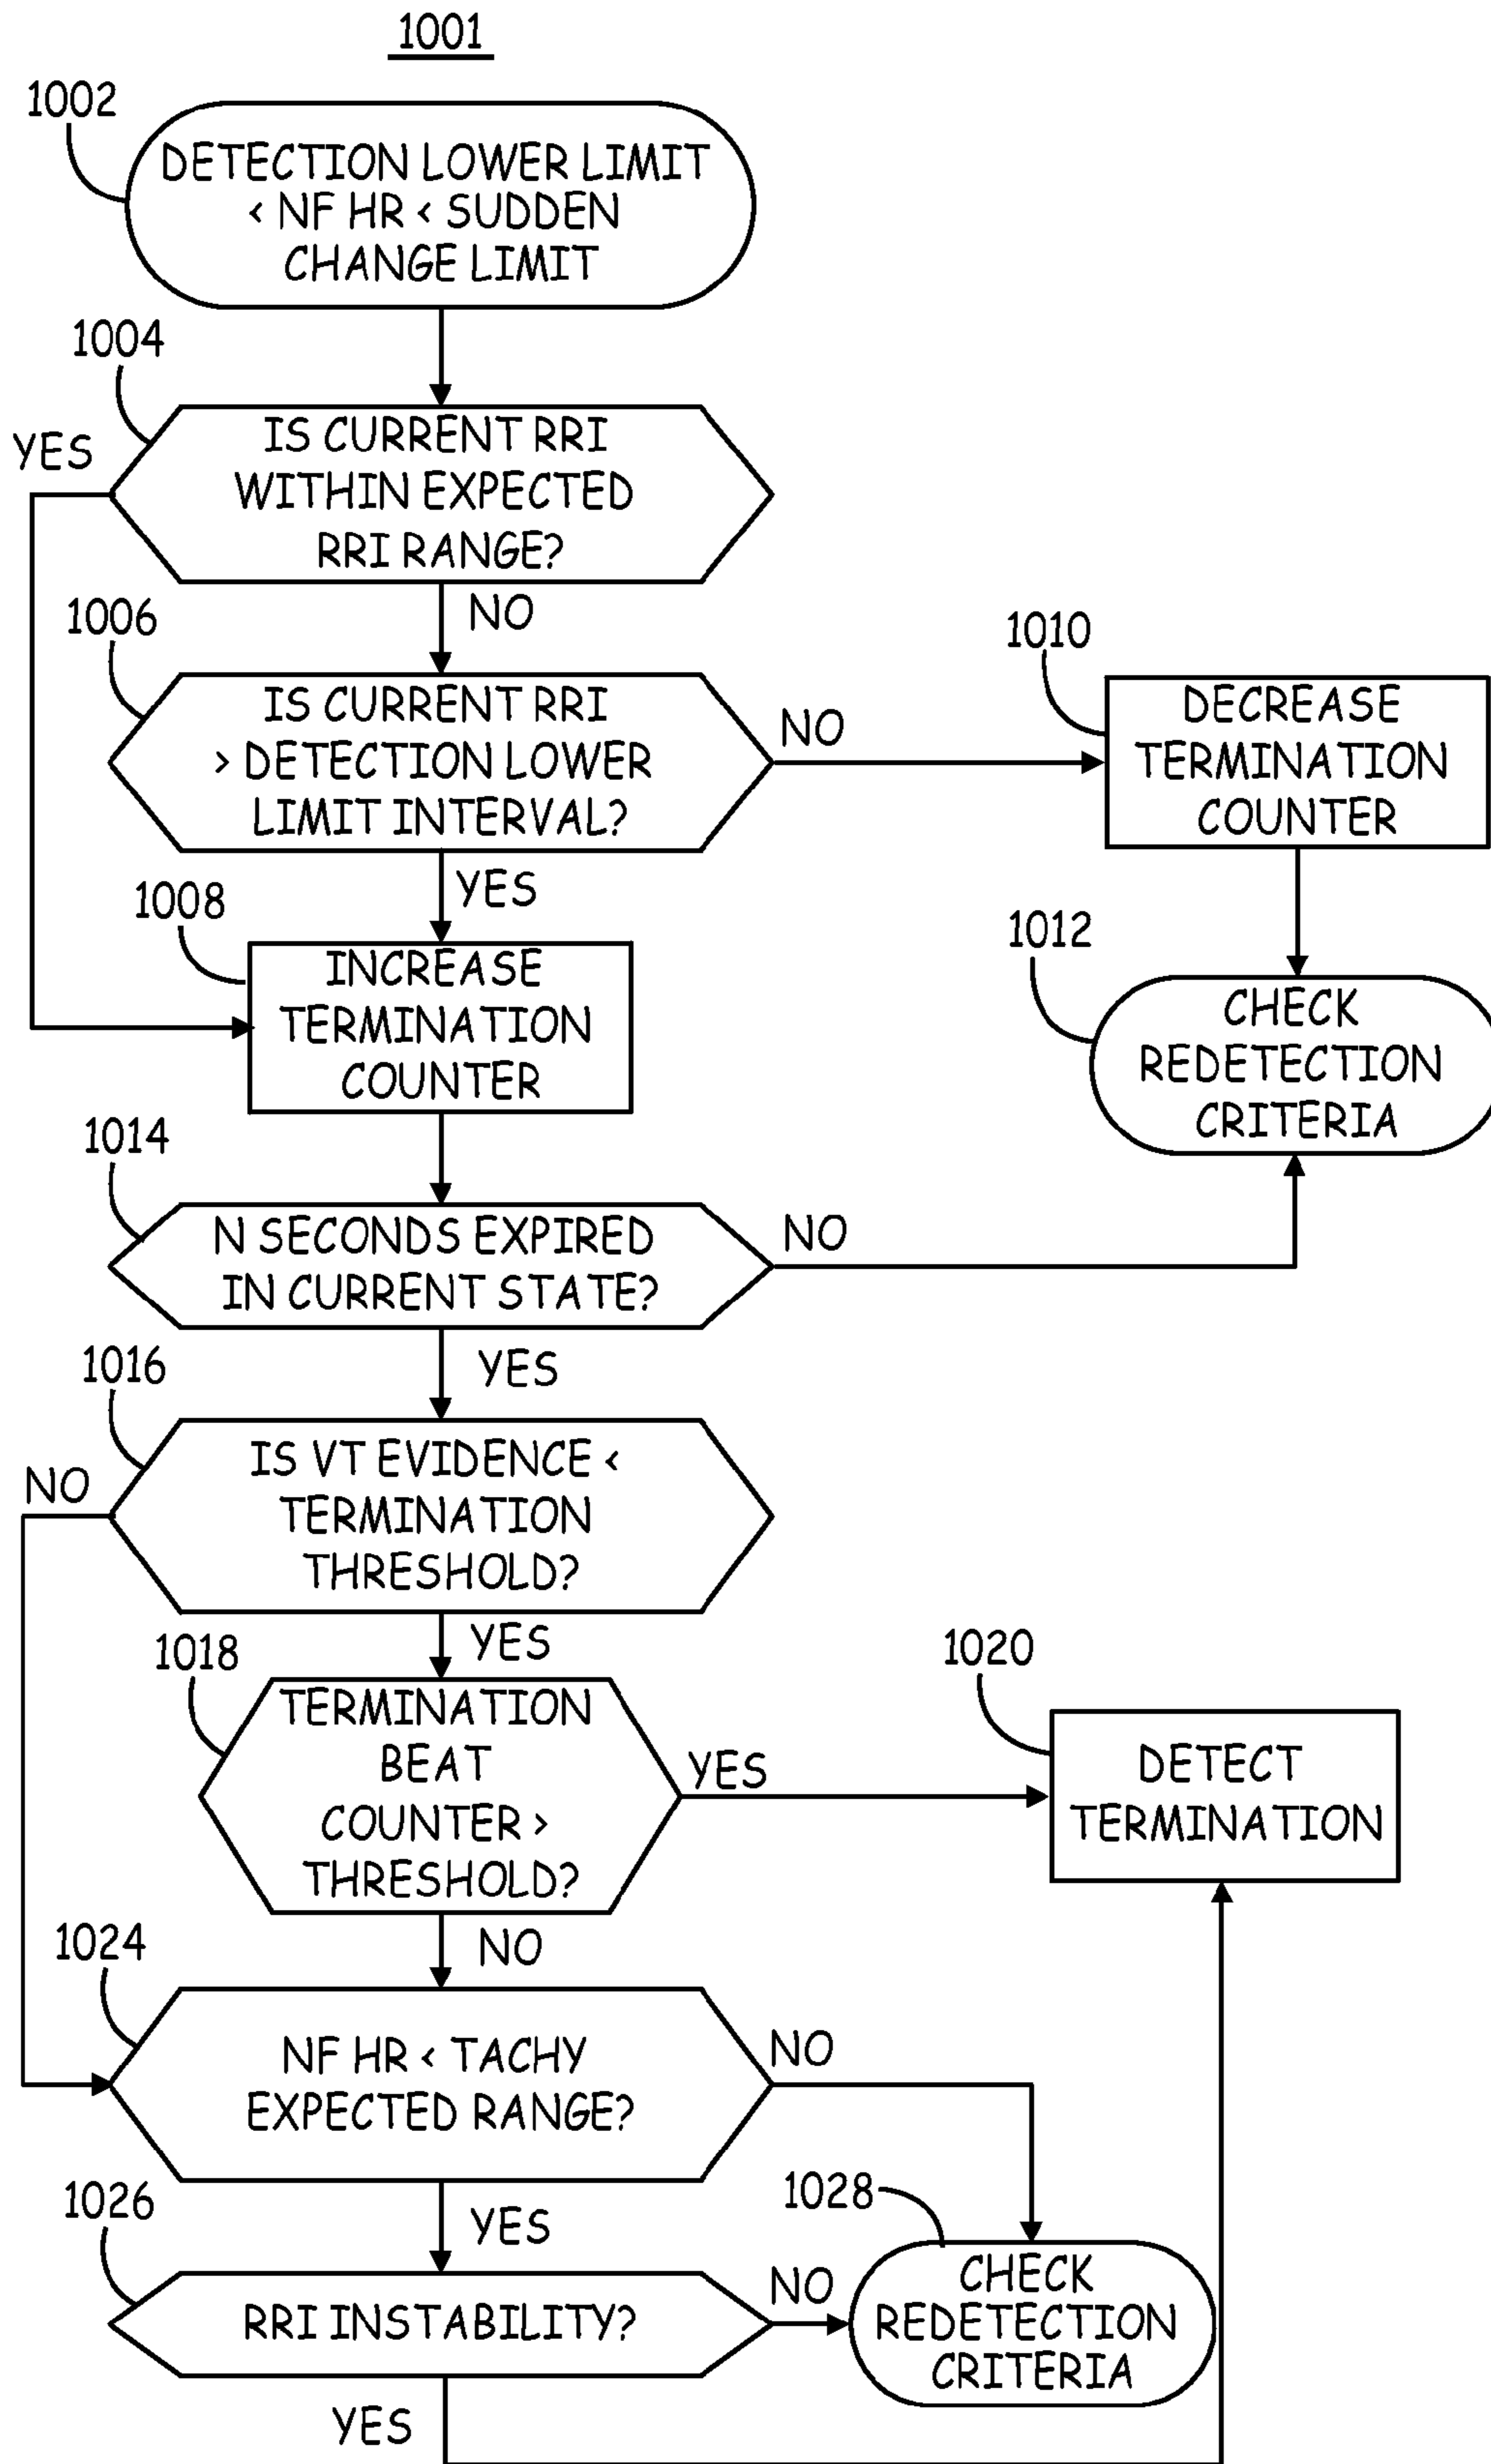 1001
1002
DETECTION LOWER LIMIT
< NF HR < SUDDEN
CHANGE LIMIT
1004
YES
IS CURRENT RRI
WITHIN EXPECTED
RRI RANGE?
NO
1006
IS CURRENT RRI
> DETECTION LOWER
LIMIT INTERVAL?
NO
1010
DECREASE
TERMINATION
COUNTER
YES
1008
INCREASE
TERMINATION
COUNTER
1012
CHECK
REDETECTION
CRITERIA
1014
N SECONDS EXPIRED
IN CURRENT STATE?
NO
YES
1016
NO
IS VT EVIDENCE <
TERMINATION
THRESHOLD?
YES
1018
TERMINATION
BEAT
COUNTER >
THRESHOLD?
YES
1020
DETECT
TERMINATION
NO
1024
NF HR < TACHY
EXPECTED RANGE?
NO
YES
1026
RRI INSTABILITY?
NO
1028
CHECK
REDETECTION
CRITERIA
YES